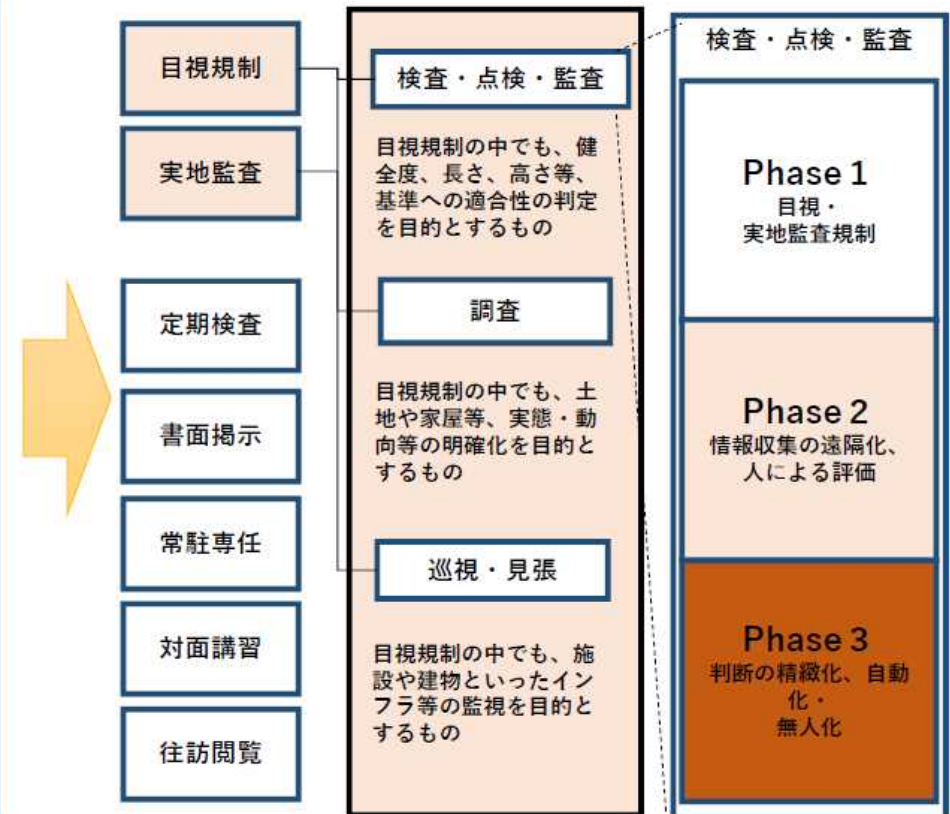 目視規制
実地監査
定期検査
書面掲示
常駐専任
対面講習
往訪閲覧
検査・点検・監査
目視規制の中でも、健
全度、長さ、高さ等、
基準への適合性の判定
を目的とするもの
調査
目視規制の中でも、土
地や家屋等、実態・動
向等の明確化を目的と
するもの
巡視・見張
目視規制の中でも、施
設や建物といったイン
フラ等の監視を目的と
するもの
検査・点検・監査
Phase 1
目視・
実地監査規制
Phase 2
情報収集の遠隔化、
人による評価
Phase 3
判断の精緻化、自動
化・
無人化